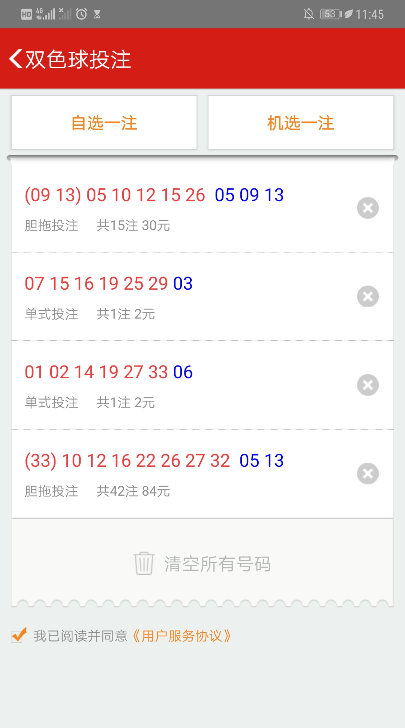 HD 4G 53 11:45
双色球投注
自选一注 机选一注
(09 13) 05 10 12 15 26 05 09 13
胆拖投注 共15注 30元
07 15 16 19 25 29 03
单式投注 共1注 2元
01 02 14 19 27 33 06
单式投注 共1注 2元
(33) 10 12 16 22 26 27 32 05 13
胆拖投注 共42注 84元
清空所有号码
我已阅读并同意《用户服务协议》